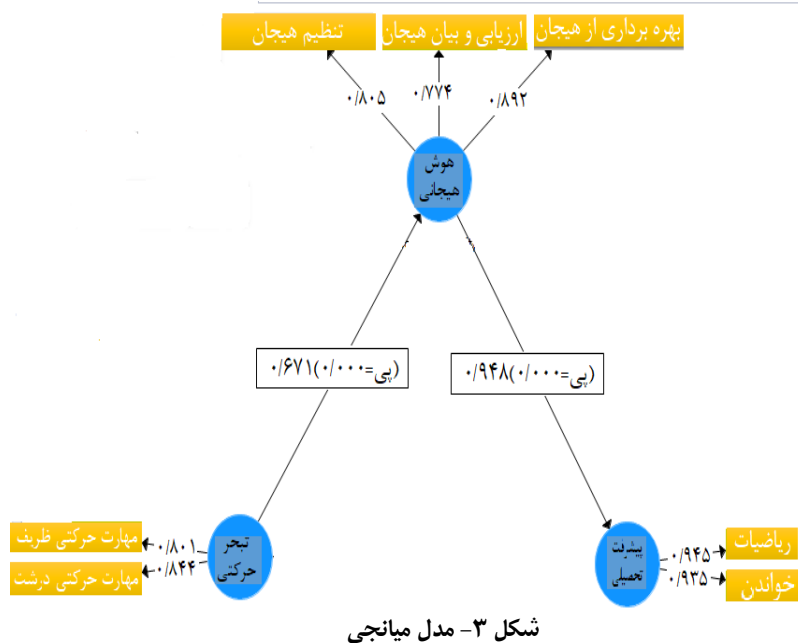 بهره برداری از هیجان
ارزیابی و بیان هیجان
تنظیم هیجان
۰/۸۹۲
۰/۷۷۴
۰/۸۰۵
هوش
هیجانی
۰/۶۷۱(پی=۰/۰۰۰)
۰/۹۴۸(پی=۰/۰۰۰)
ریاضیات
۰/۹۴۵
خواندن
۰/۹۳۵
پیشرفت
تحصیلی
تبحر
حرکتی
۰/۸۰۱
مهارت حرکتی ظریف
۰/۸۴۴
مهارت حرکتی درشت
شکل ۳- مدل میانجی